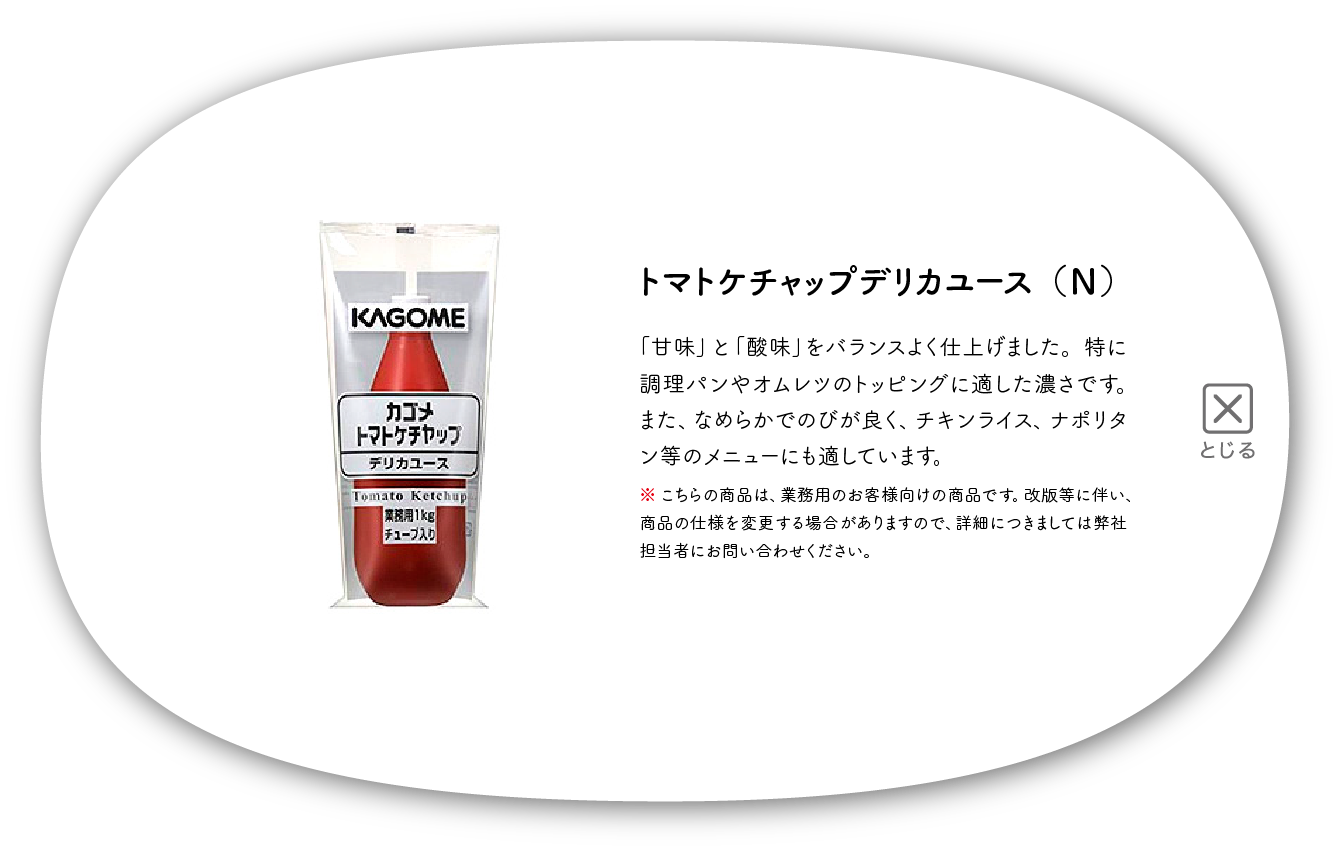 KAGOME
カゴメ
トマトケチャップ
デリカユース
Tomato Ketchup
業務用1kg
チューブ入り
トマトケチャップデリカユース（N）
「甘味」と「酸味」をバランスよく仕上げました。特に
調理パンやオムレツのトッピングに適した濃さです。
また、なめらかでのびが良く、チキンライス、ナポリタ
ン等のメニューにも適しています。
※こちらの商品は、業務用のお客様向けの商品です。改版等に伴い、
商品の仕様を変更する場合がありますので、詳細につきましては弊社
担当者にお問い合わせください。
とじる